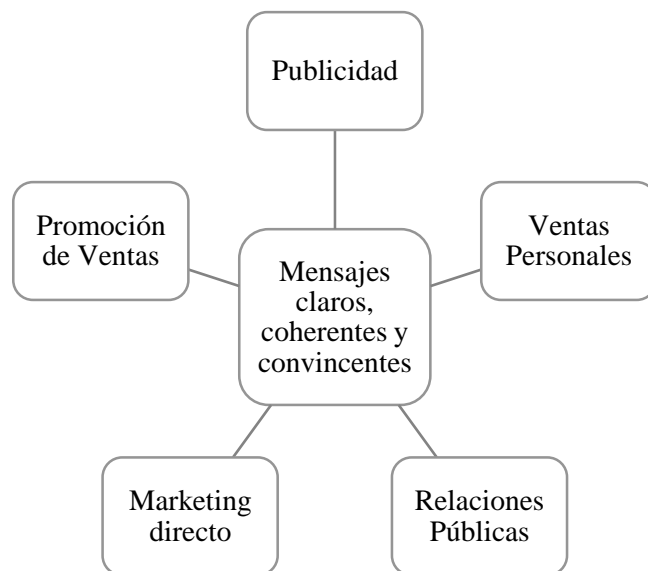 Publicidad
Promoción
de Ventas
Ventas
Personales
Mensajes
claros,
coherentes y
convincentes
Marketing
directo
Relaciones
Públicas